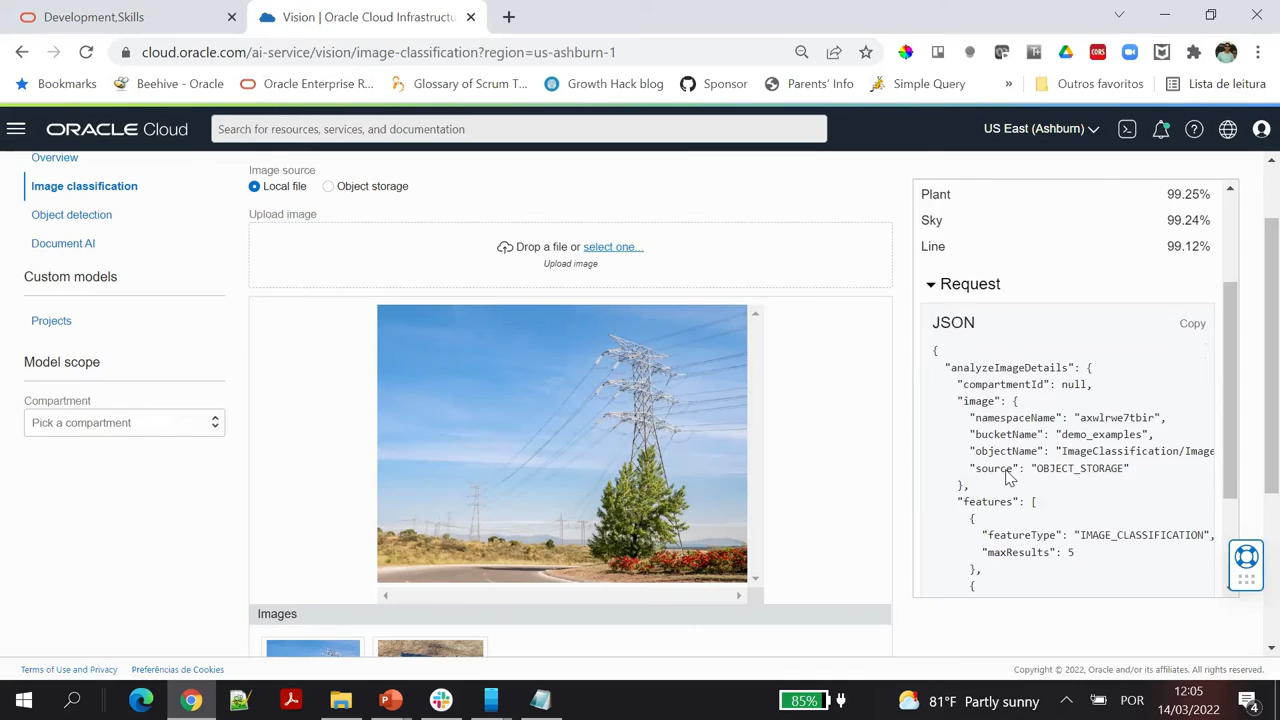 Development,Skills
Vision | Oracle Cloud Infrastructu
cloud.oracle.com/ai-service/vision/image-classification?region=us-ashburn-1
Bookmarks
Beehive - Oracle
Oracle Enterprise R...
Glossary of Scrum T...
Growth Hack blog
Sponsor
Parents' Info
Simple Query
»
Outros favoritos
Lista de leitura
ORACLE Cloud
Search for resources, services, and documentation
US East (Ashburn)
Overview
Image classification
Object detection
Document AI
Custom models
Projects
Model scope
Compartment
Pick a compartment
Image source
Local file
Object storage
Upload image
Drop a file or select one...
Upload image
Images
Plant 99.25%
Sky 99.24%
Line 99.12%
Request
JSON
Copy
{
"analyzeImageDetails": {
"compartmentId": null,
"image": {
"namespaceName": "axwlrwe7tbir",
"bucketName": "demo_examples",
"objectName": "ImageClassification/Image
"source": "OBJECT_STORAGE"
},
"features": [
{
"featureType": "IMAGE_CLASSIFICATION",
"maxResults": 5
},
{
Terms of Use and Privacy
Preferências de Cookies
Copyright © 2022, Oracle and/or its affiliates. All rights reserved.
85%
81°F Partly sunny
POR
12:05
14/03/2022
4